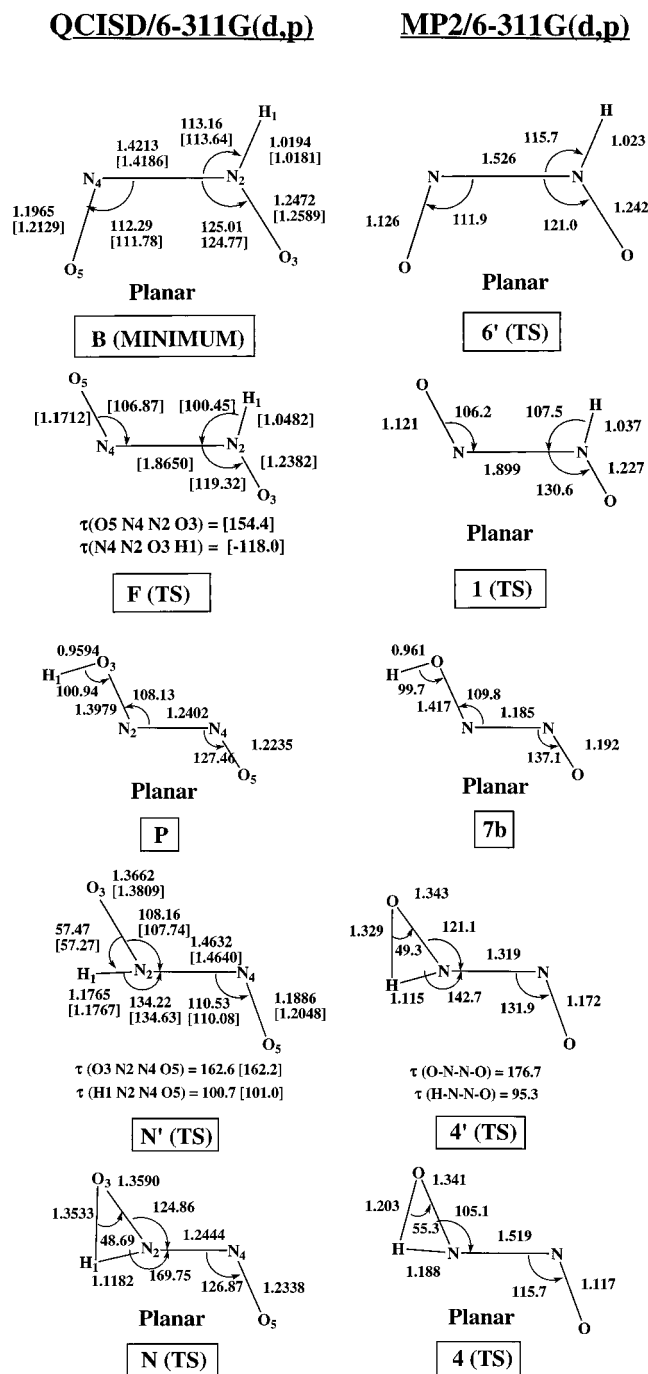 QCISD/6-311G(d,p) MP2/6-311G(d,p)
H₁ H
113.16
[113.64]
1.4213
[1.4186]
1.0194
[1.0181]
N₄ N₂
1.1965
[1.2129]
112.29
[111.78]
125.01
124.77
1.2472
[1.2589]
O₅ O₃
Planar
B (MINIMUM)
115.7 1.023
1.526
N N
1.126 111.9 121.0 1.242
O O
Planar
6' (TS)
O₅ H₁
[1.1712] [106.87] [100.45] [1.0482]
N₄ [1.8650] N₂ [1.2382]
[119.32] O₃
τ(O5 N4 N2 O3) = [154.4]
τ(N4 N2 O3 H1) = [-118.0]
F (TS)
O H
1.121 106.2 107.5 1.037
N 1.899 N 1.227
130.6 O
Planar
1 (TS)
0.9594 O₃
H₁
100.94
1.3979 108.13 1.2402
N₂ N₄
127.46 1.2235
O₅
Planar
P
0.961 O
H
99.7
1.417 109.8 1.185
N N
137.1 1.192
O
Planar
7b
O₃ 1.3662
[1.3809]
57.47
[57.27]
108.16
[107.74]
1.4632
[1.4640]
H₁ N₂ N₄
1.1765
[1.1767]
134.22
[134.63]
110.53
[110.08]
1.1886
[1.2048]
O₅
τ (O3 N2 N4 O5) = 162.6 [162.2]
τ (H1 N2 N4 O5) = 100.7 [101.0]
N' (TS)
O 1.343
1.329 49.3 121.1 1.319
H N N
1.115 142.7 131.9 1.172
O
τ (O-N-N-O) = 176.7
τ (H-N-N-O) = 95.3
4' (TS)
O₃ 1.3590
1.3533 124.86
48.69 N₂ 1.2444 N₄
H₁
1.1182 169.75 126.87 1.2338
O₅
Planar
N (TS)
O 1.341
1.203 55.3 105.1 1.519
H N N
1.188 115.7 1.117
O
Planar
4 (TS)